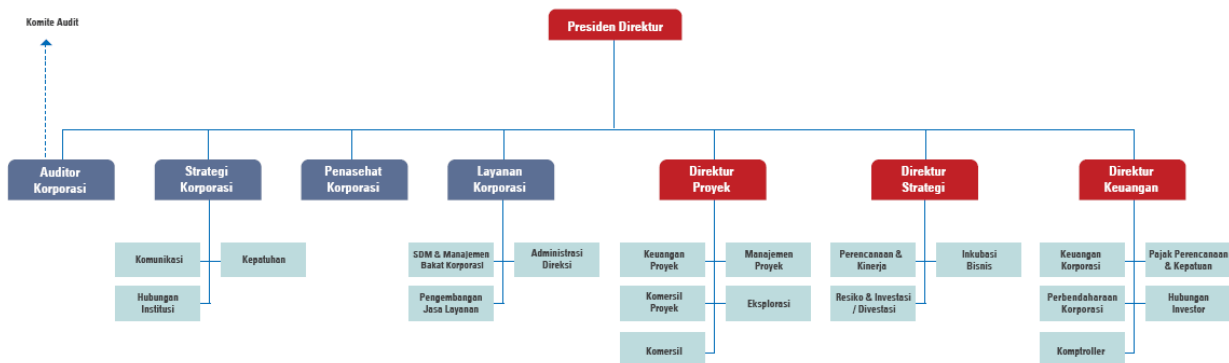 Komite Audit
Presiden Direktur
Auditor
Korporasi
Strategi
Korporasi
Penasehat
Korporasi
Layanan
Korporasi
Direktur
Proyek
Direktur
Strategi
Direktur
Keuangan
Komunikasi
Kepatuhan
Hubungan
Institusi
SDM & Manajemen
Bakat Korporasi
Administrasi
Direksi
Pengembangan
Jasa Layanan
Keuangan
Proyek
Manajemen
Proyek
Komersil
Proyek
Eksplorasi
Komersil
Perencanaan &
Kinerja
Inkubasi
Bisnis
Resiko & Investasi
/ Divestasi
Keuangan
Korporasi
Pajak Perencanaan
& Kepatuan
Perbendaharaan
Korporasi
Hubungan
Investor
Komptroller